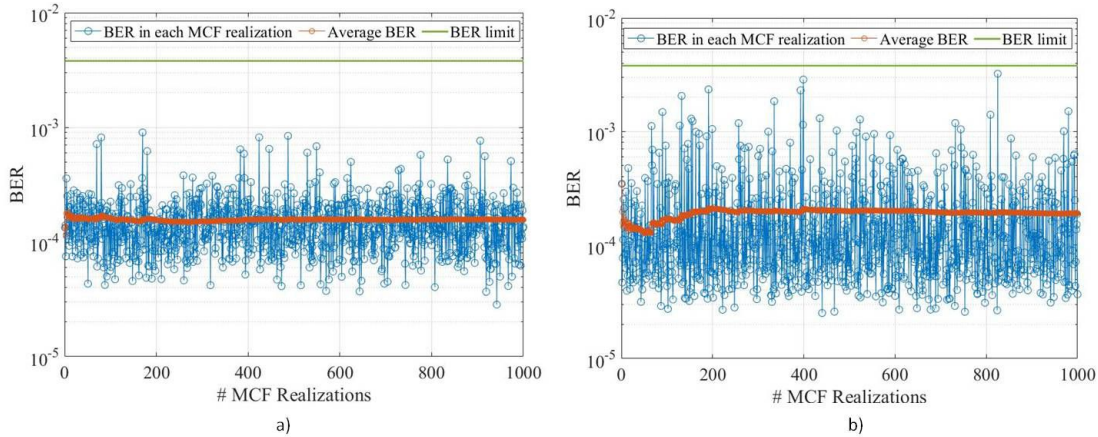 10^-2
BER in each MCF realization Average BER BER limit
10^-3
BER
10^-4
10^-5
0 200 400 600 800 1000
# MCF Realizations
a)
10^-2
BER in each MCF realization Average BER BER limit
10^-3
BER
10^-4
10^-5
0 200 400 600 800 1000
# MCF Realizations
b)